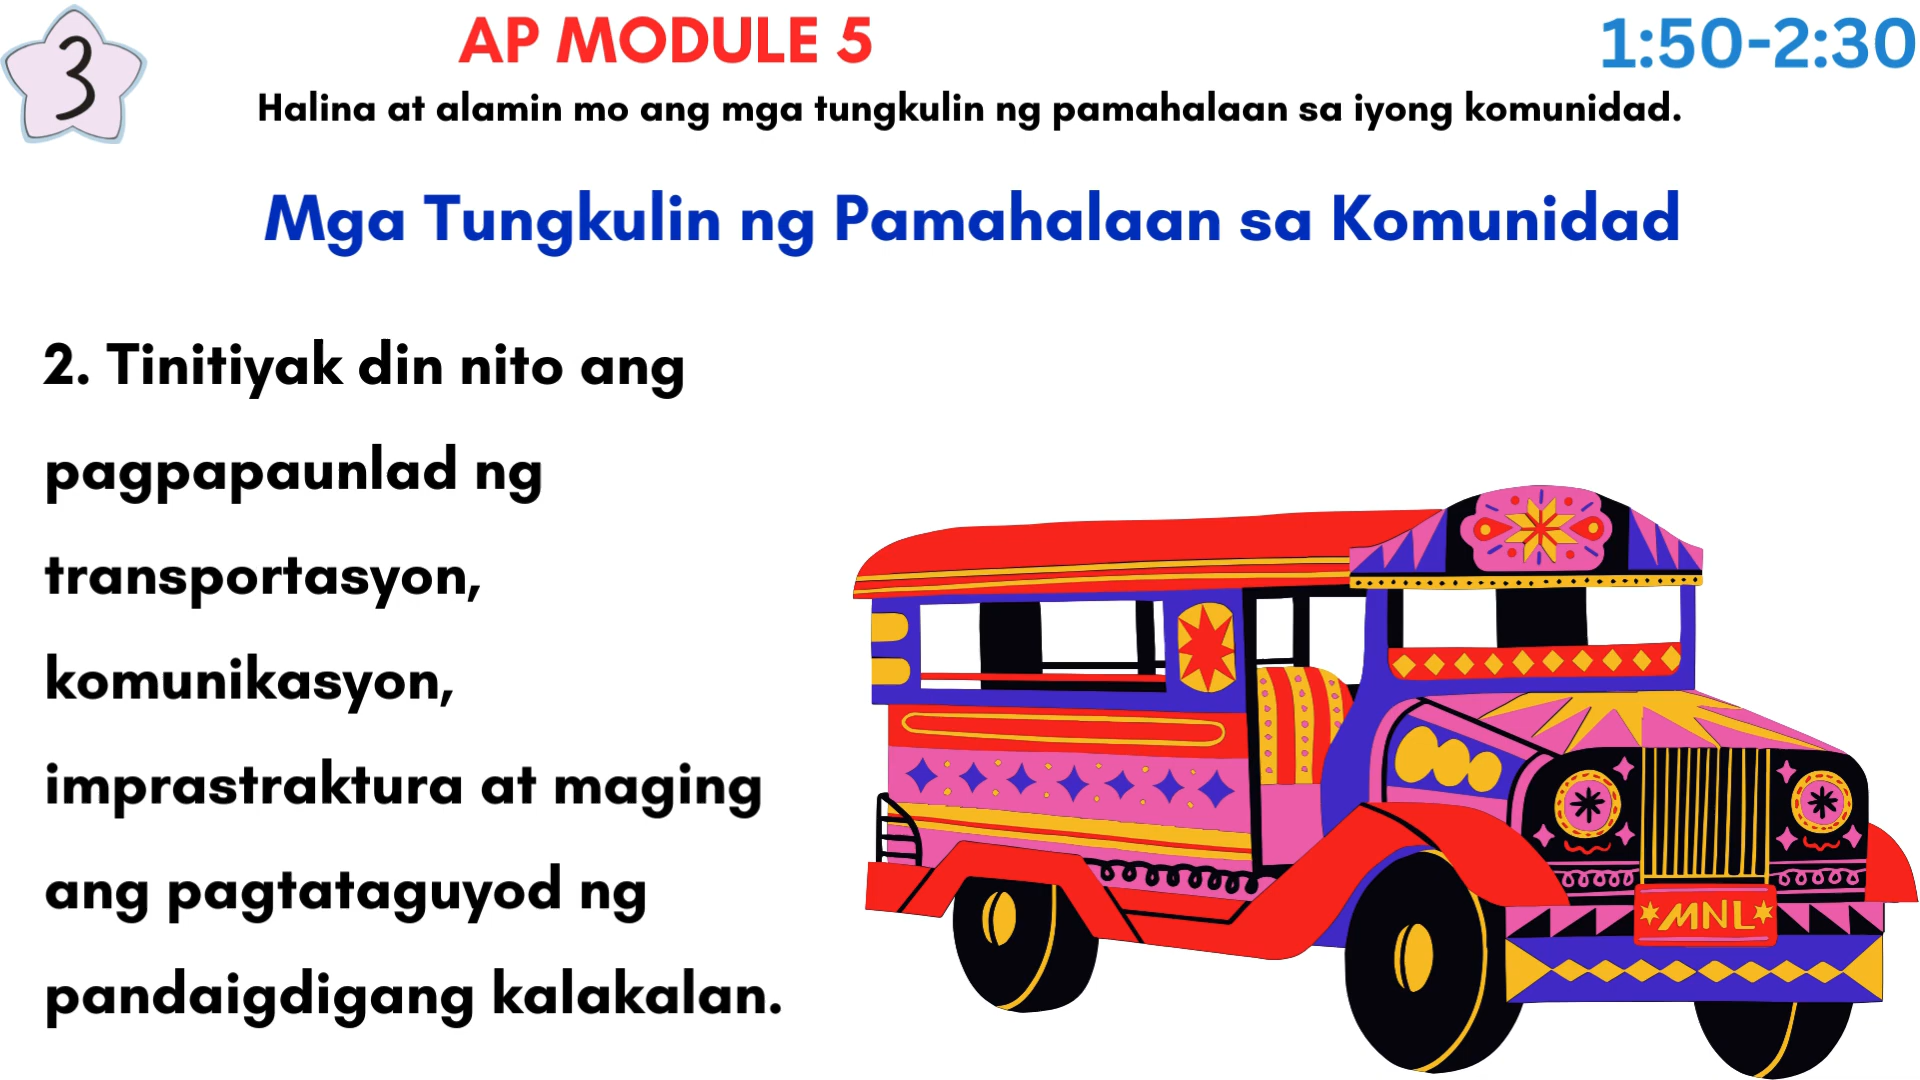 3
AP MODULE 5
1:50-2:30
Halina at alamin mo ang mga tungkulin ng pamahalaan sa iyong komunidad.
Mga Tungkulin ng Pamahalaan sa Komunidad
2. Tinitiyak din nito ang
pagpapaunlad ng
transportasyon,
komunikasyon,
imprastraktura at maging
ang pagtataguyod ng
pandaigdigang kalakalan.
MNL